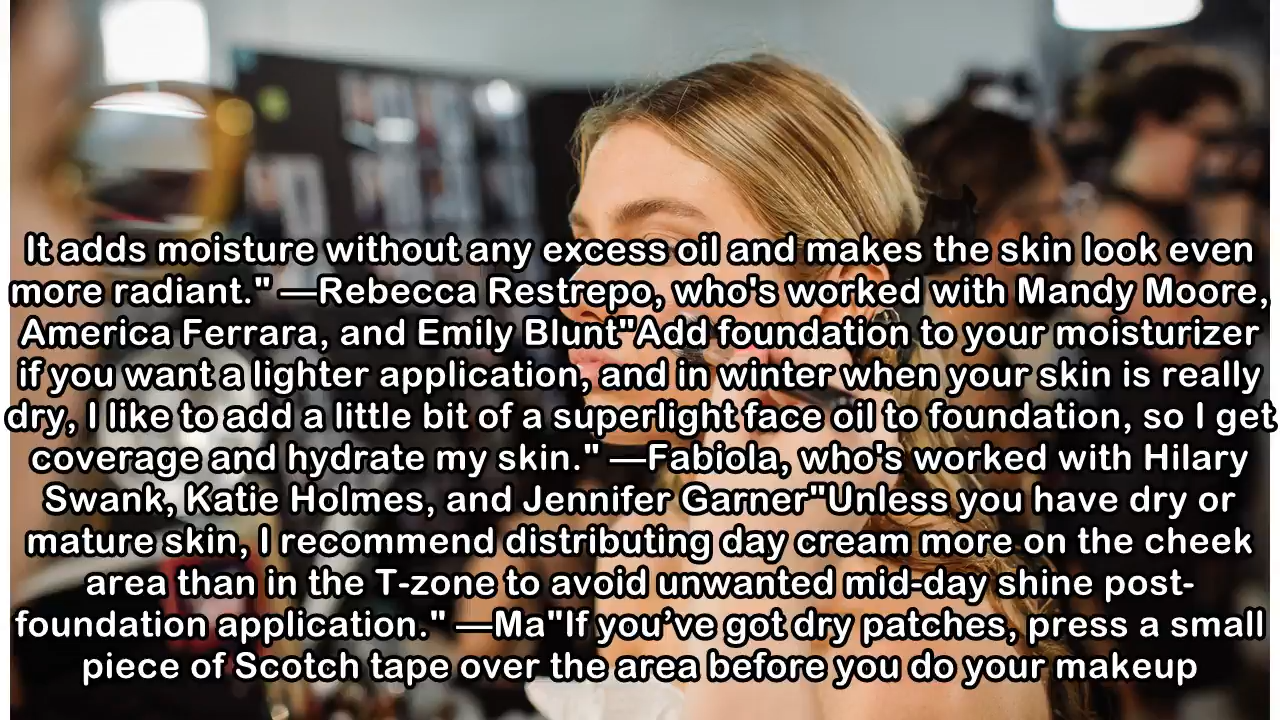 It adds moisture without any excess oil and makes the skin look even
more radiant." —Rebecca Restrepo, who's worked with Mandy Moore,
America Ferrara, and Emily Blunt"Add foundation to your moisturizer
if you want a lighter application, and in winter when your skin is really
dry, I like to add a little bit of a superlight face oil to foundation, so I get
coverage and hydrate my skin." —Fabiola, who's worked with Hilary
Swank, Katie Holmes, and Jennifer Garner"Unless you have dry or
mature skin, I recommend distributing day cream more on the cheek
area than in the T-zone to avoid unwanted mid-day shine post-
foundation application." —Ma"If you’ve got dry patches, press a small
piece of Scotch tape over the area before you do your makeup